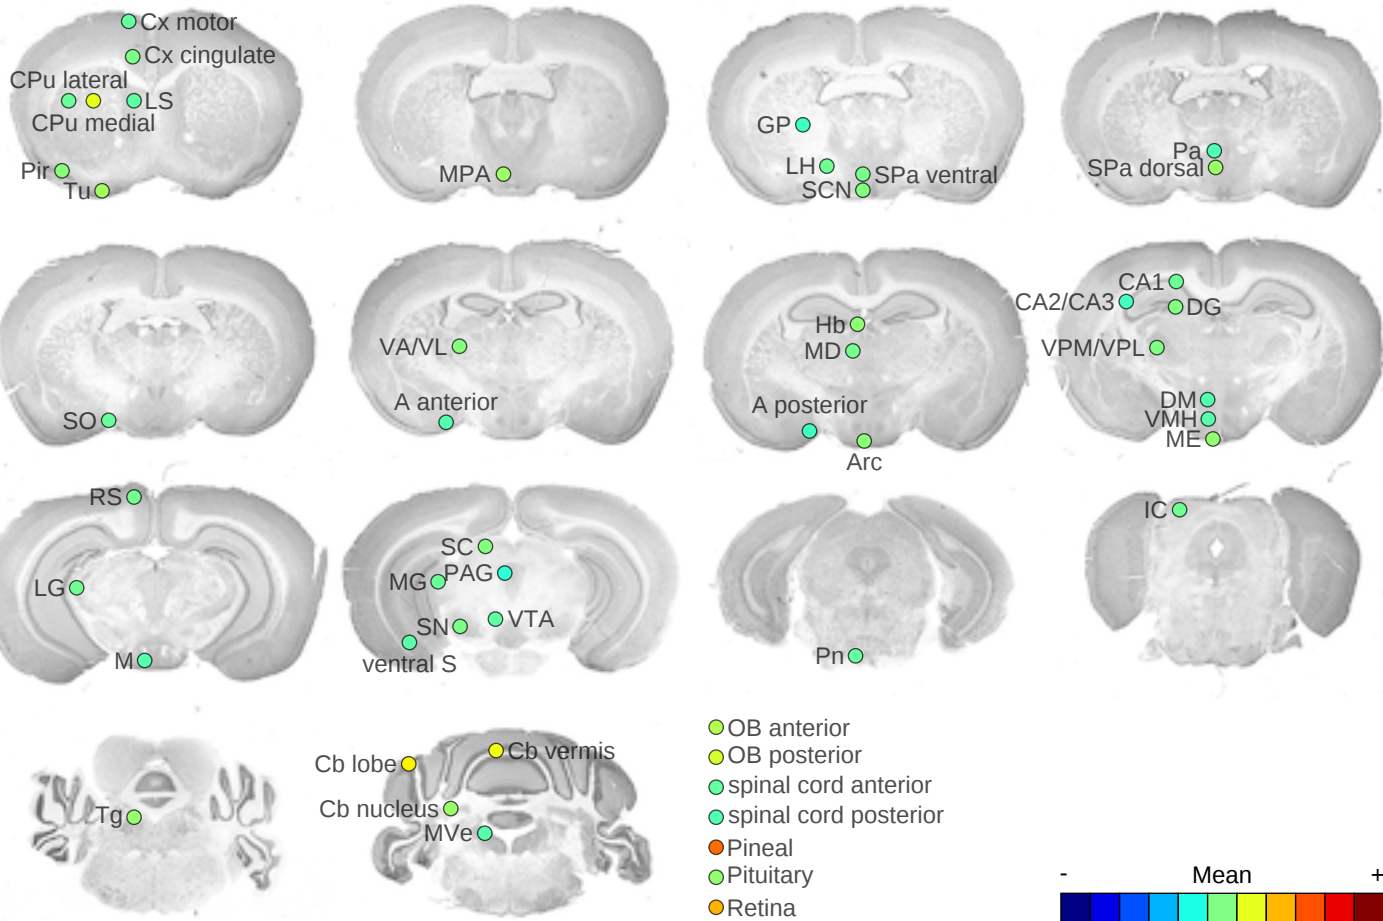 Cx motor
Cx cingulate
CPu lateral
LS
CPu medial
Pir
Tu
MPA
GP
LH
SPa ventral
SCN
Pa
SPa dorsal
SO
VA/VL
A anterior
Hb
MD
A posterior
Arc
CA1
CA2/CA3
DG
VPM/VPL
DM
VMH
ME
RS
LG
M
SC
PAG
MG
VTA
SN
ventral S
Pn
IC
Tg
Cb lobe
Cb vermis
Cb nucleus
MVe
OB anterior
OB posterior
spinal cord anterior
spinal cord posterior
Pineal
Pituitary
Retina
- Mean +